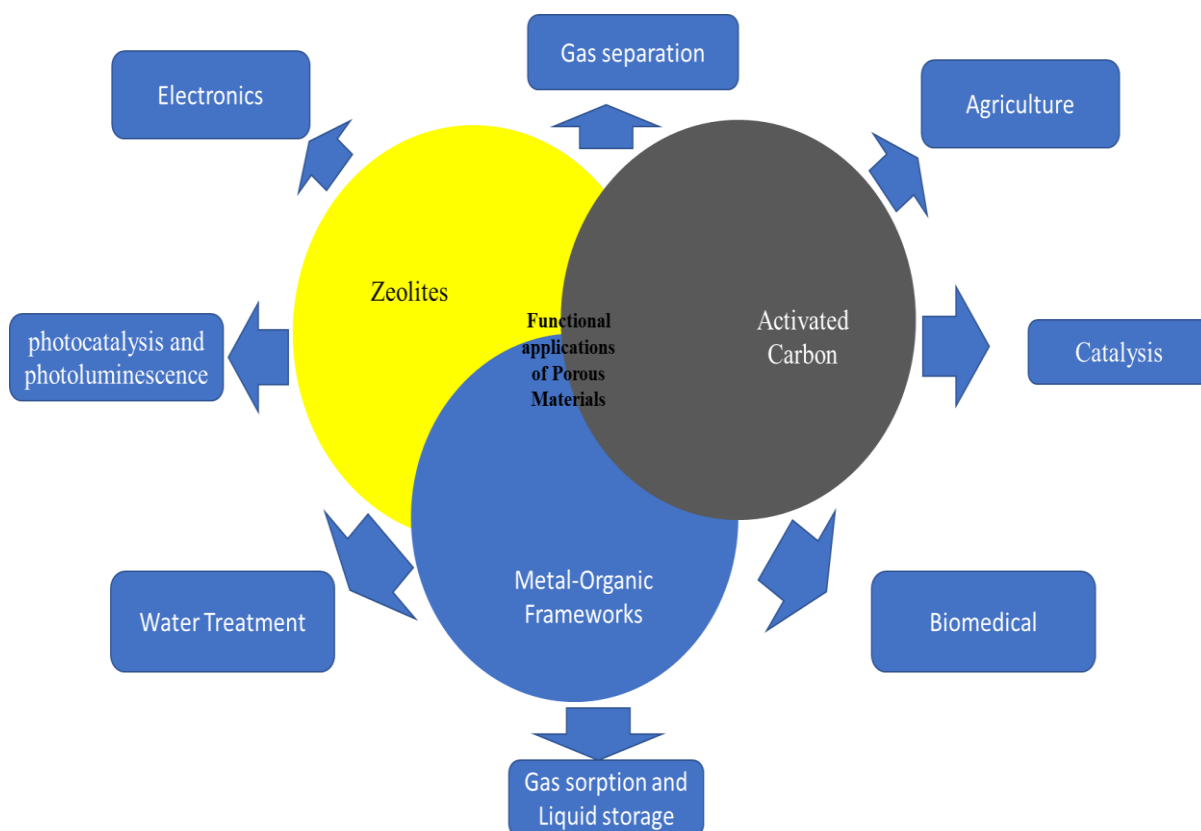 Gas separation
Electronics
Agriculture
Zeolites
Functional
applications
of Porous
Materials
Activated
Carbon
photocatalysis and
photoluminescence
Catalysis
Metal-Organic
Frameworks
Water Treatment
Biomedical
Gas sorption and
Liquid storage